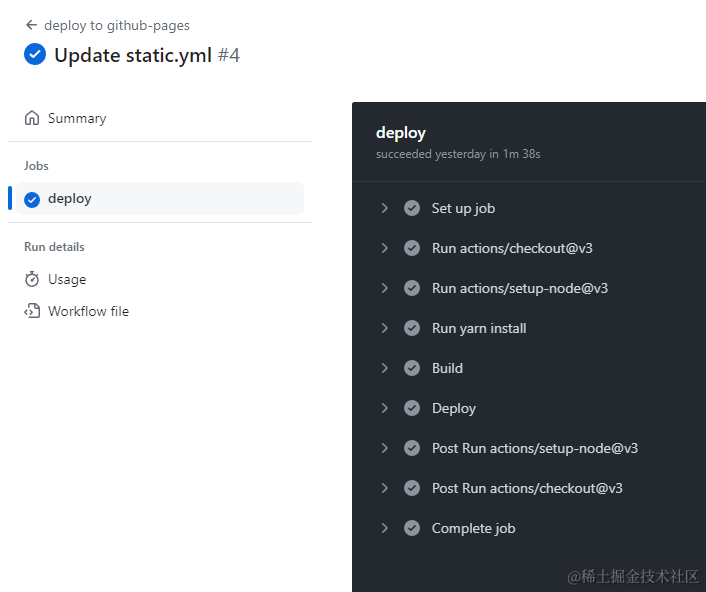 deploy to github-pages
Update static.yml #4
Summary
Jobs
deploy
Run details
Usage
Workflow file
deploy
succeeded yesterday in 1m 38s
Set up job
Run actions/checkout@v3
Run actions/setup-node@v3
Run yarn install
Build
Deploy
Post Run actions/setup-node@v3
Post Run actions/checkout@v3
Complete job
@稀土掘金技术社区